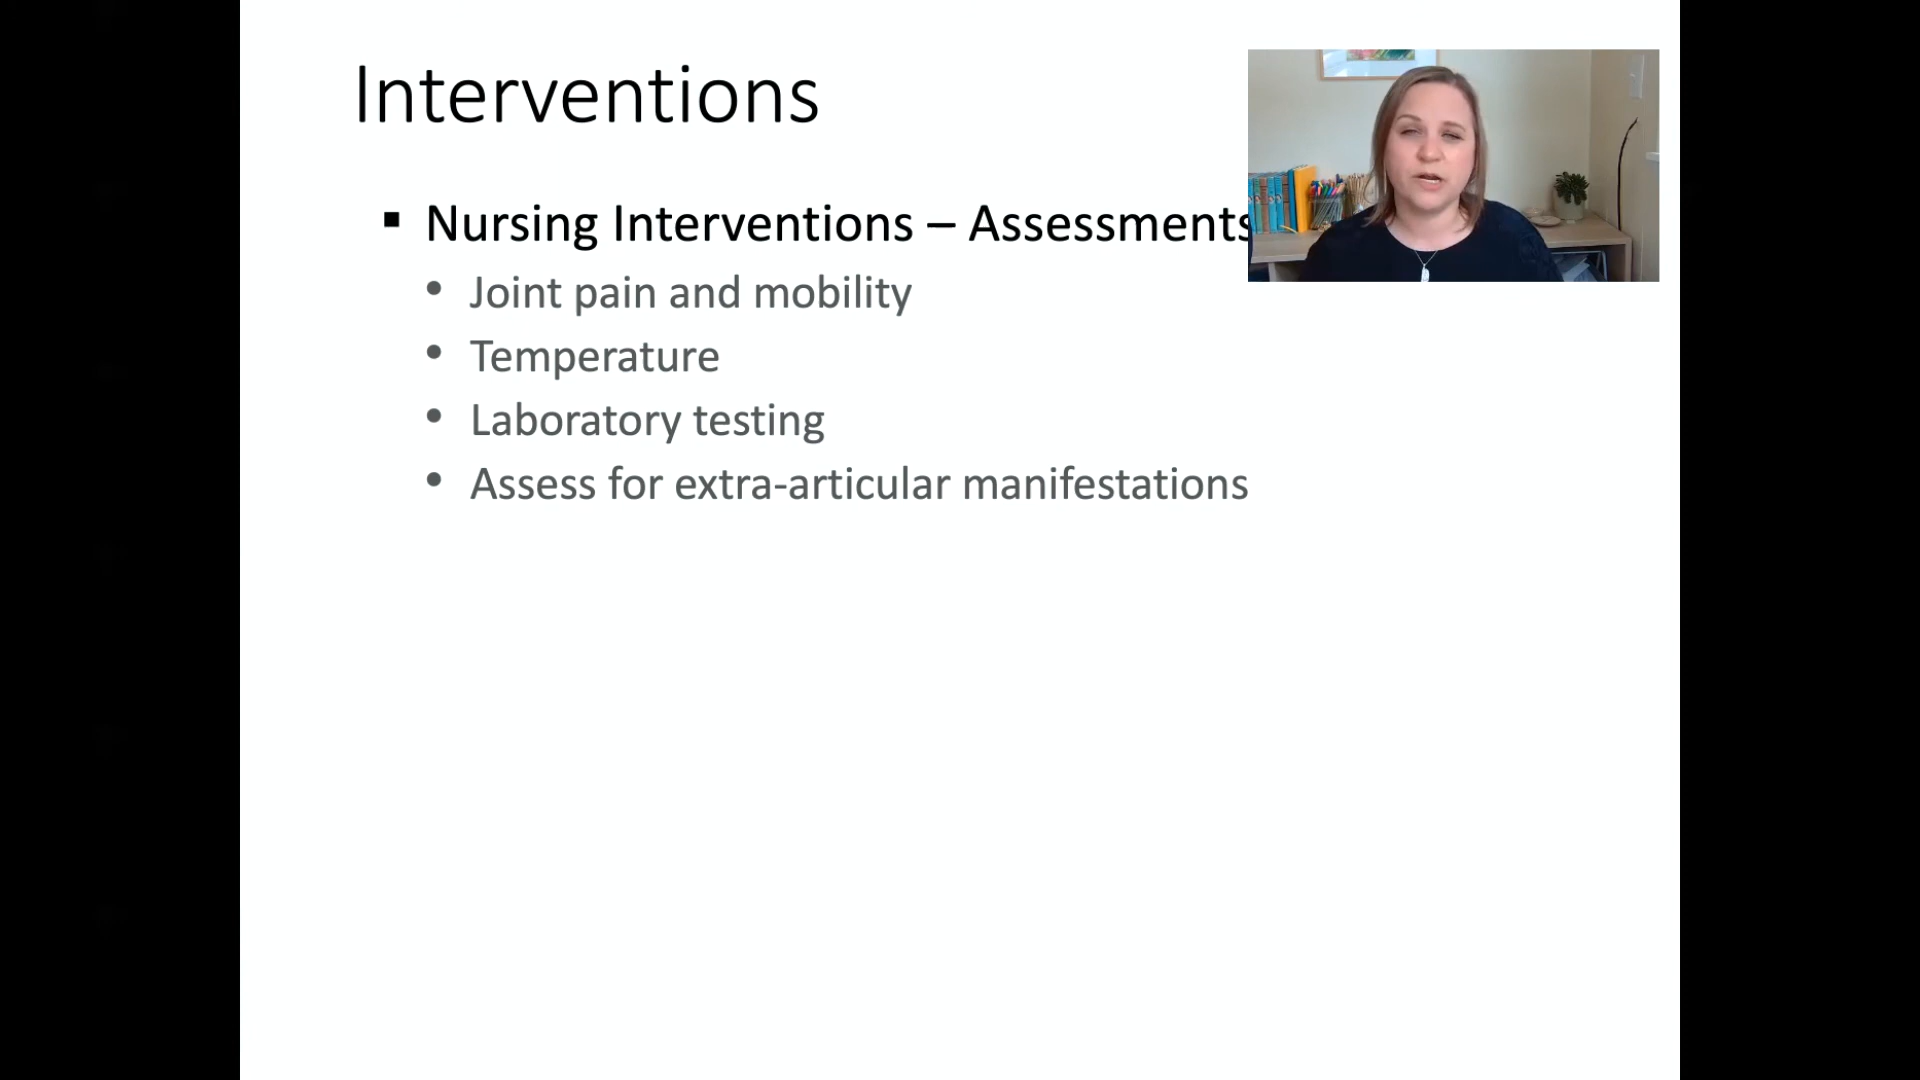 Interventions
▪ Nursing Interventions – Assessments
• Joint pain and mobility
• Temperature
• Laboratory testing
• Assess for extra-articular manifestations